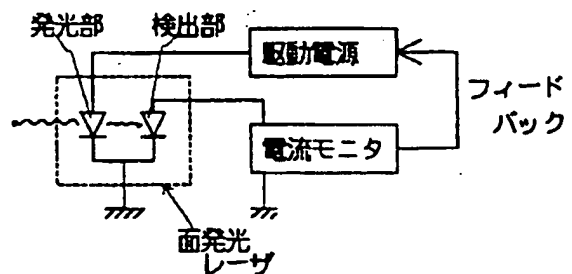 発光部
検出部
駆動電源
フィード
バック
電流モニタ
面発光
レーザ